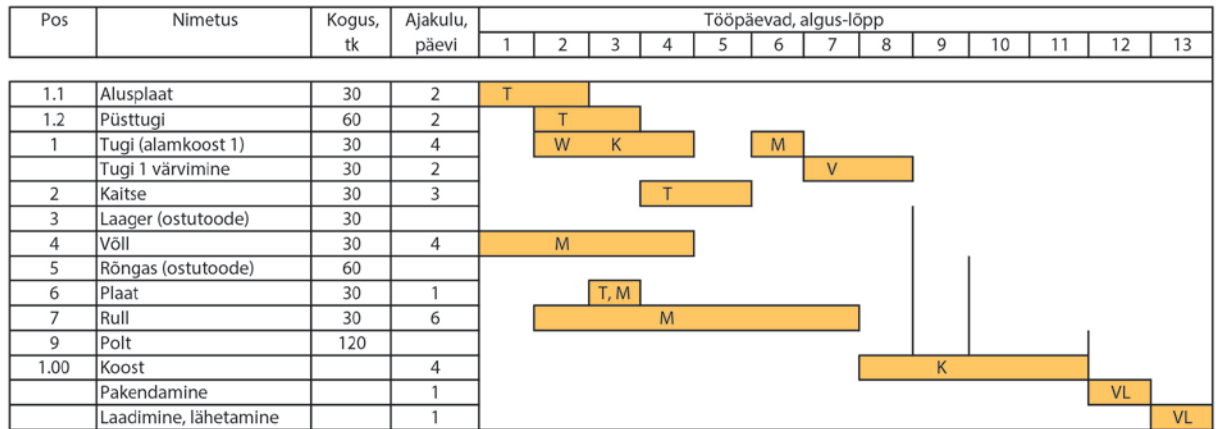 Pos Nimetus Kogus, tk Ajakulu, päevi Tööpäevad, algus-lõpp
1 2 3 4 5 6 7 8 9 10 11 12 13
1.1 Alusplaat 30 2 T
1.2 Püsttugi 60 2 T
1 Tugi (alamkoost 1) 30 4 W K M
Tugi 1 värvimine 30 2 V
2 Kaitse 30 3 T
3 Laager (ostutoode) 30
4 Võll 30 4 M
5 Rõngas (ostutoode) 60
6 Plaat 30 1 T, M
7 Rull 30 6 M
9 Polt 120
1.00 Koost 4 K
Pakendamine 1 VL
Laadimine, lähetamine 1 VL